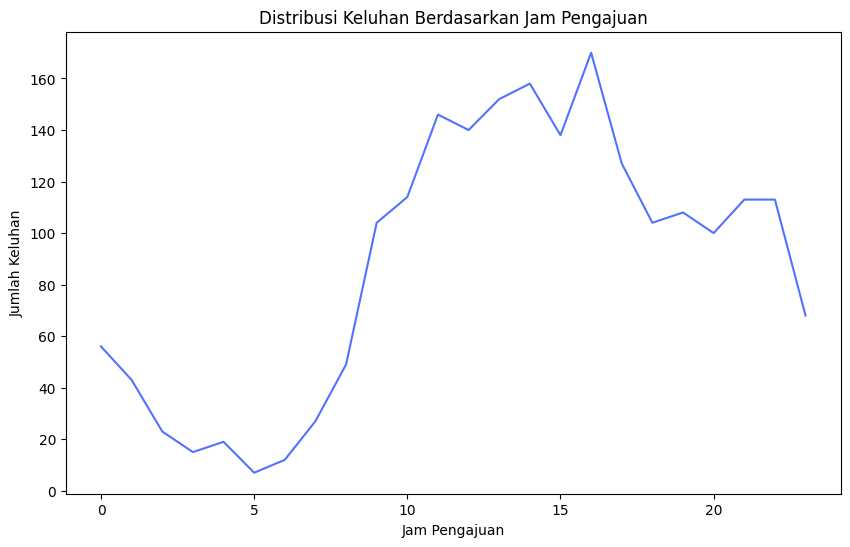 Distribusi Keluhan Berdasarkan Jam Pengajuan
Jumlah Keluhan
160
140
120
100
80
60
40
20
0
0 5 10 15 20
Jam Pengajuan